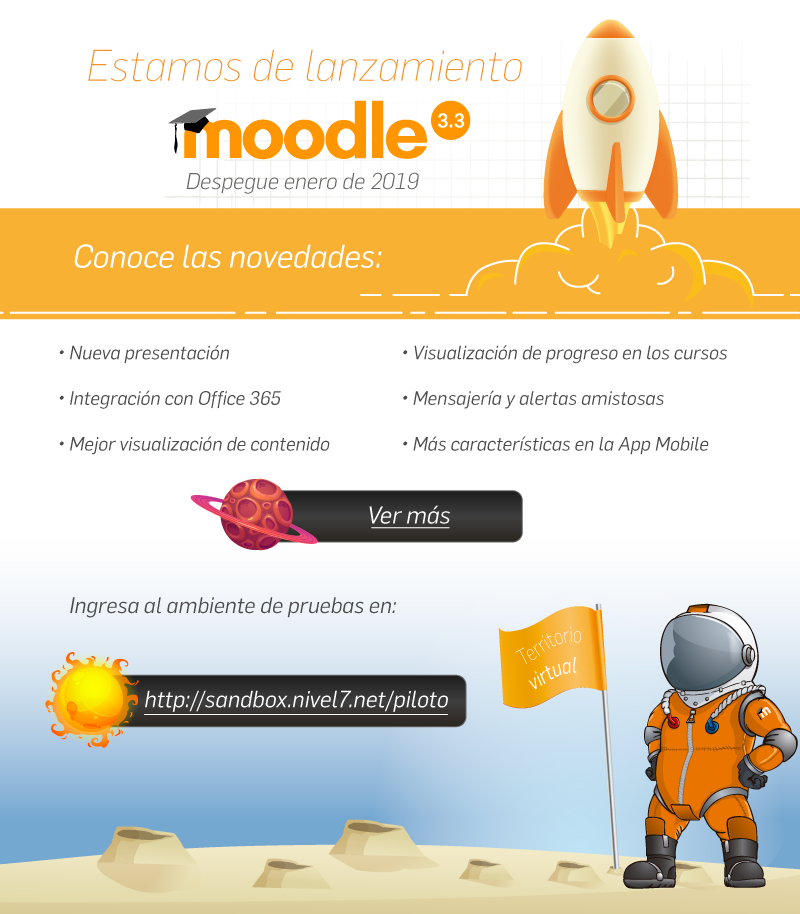 Estamos de lanzamiento
moodle 3.3
Despegue enero de 2019
Conoce las novedades:
• Nueva presentación
• Visualización de progreso en los cursos
• Integración con Office 365
• Mensajería y alertas amistosas
• Mejor visualización de contenido
• Más características en la App Mobile
Ver más
Ingresa al ambiente de pruebas en:
Territorio
virtual
http://sandbox.nivel7.net/piloto
m